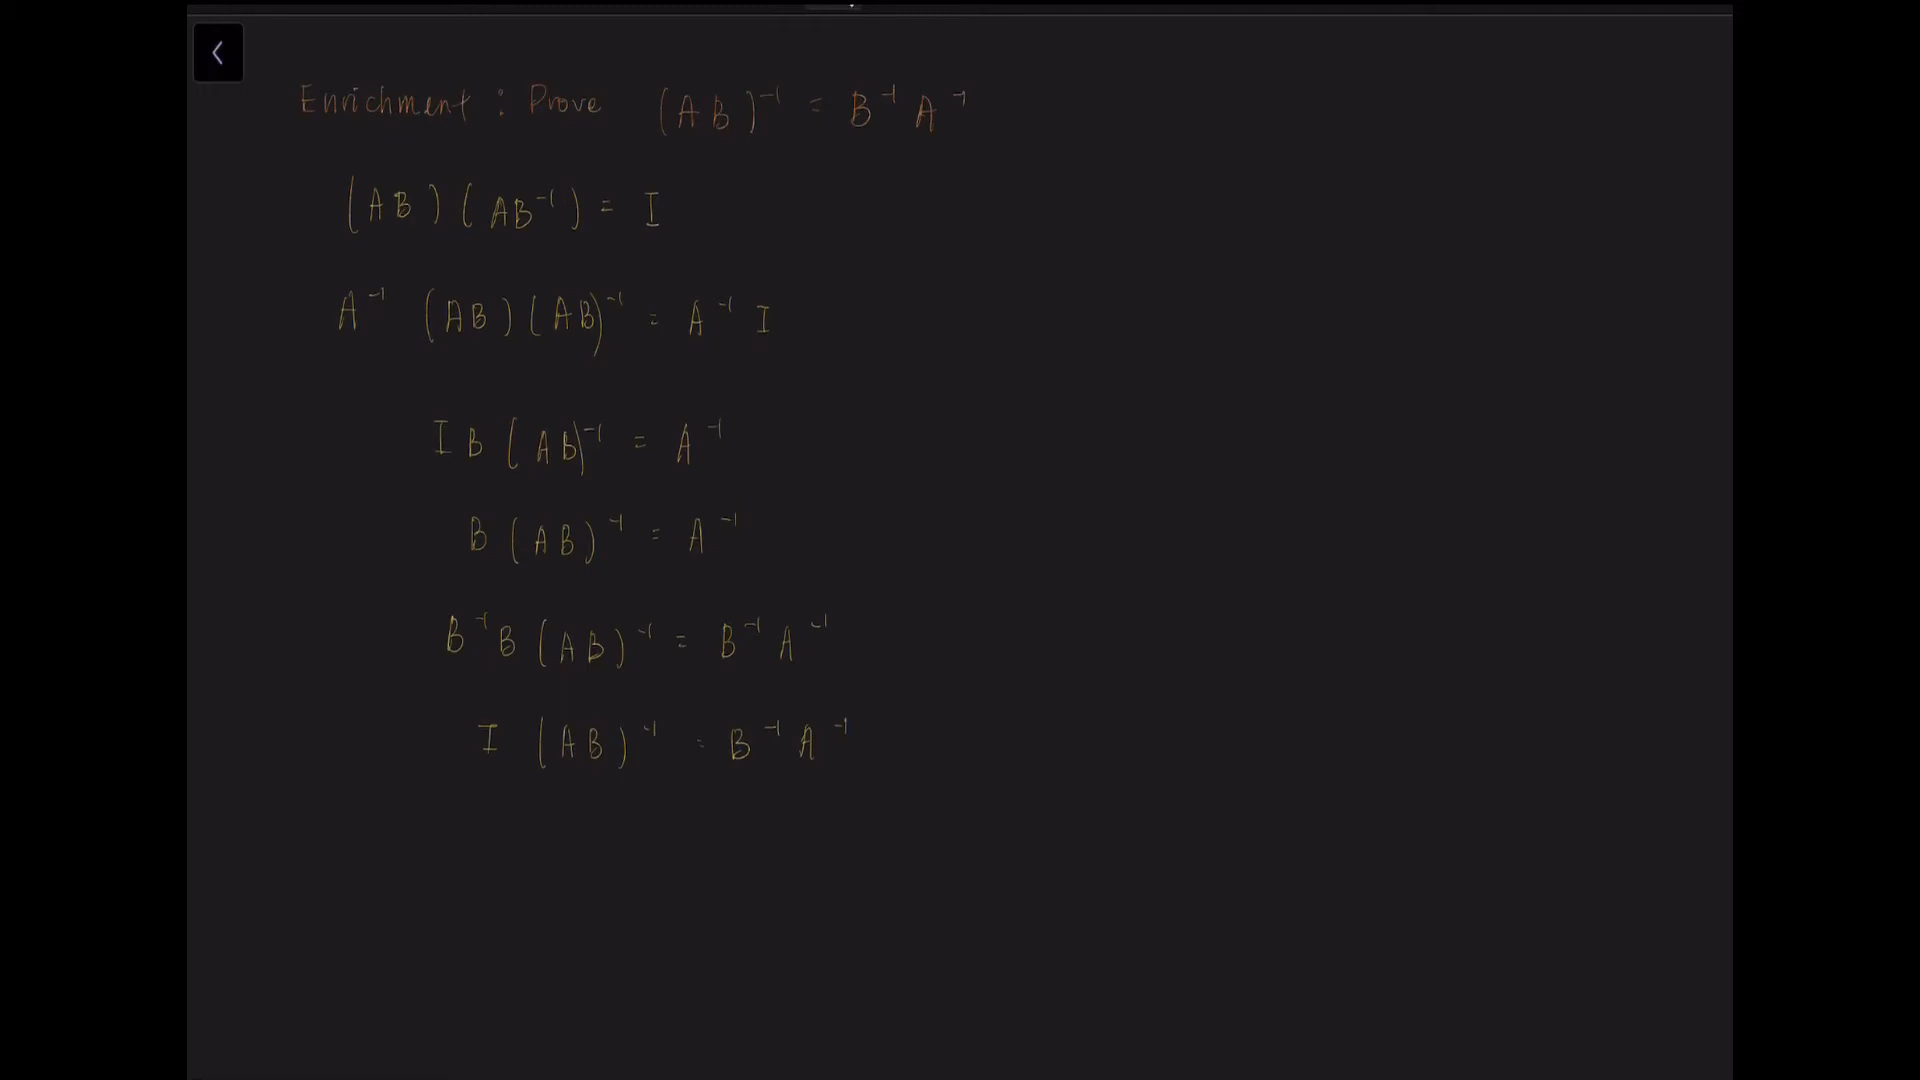 Enrichment : Prove (AB)⁻¹ = B⁻¹ A⁻¹
(AB)(AB⁻¹) = I
A⁻¹ (AB)(AB)⁻¹ = A⁻¹ I
I B (AB)⁻¹ = A⁻¹
B (AB)⁻¹ = A⁻¹
B⁻¹ B (AB)⁻¹ = B⁻¹ A⁻¹
I (AB)⁻¹ = B⁻¹ A⁻¹